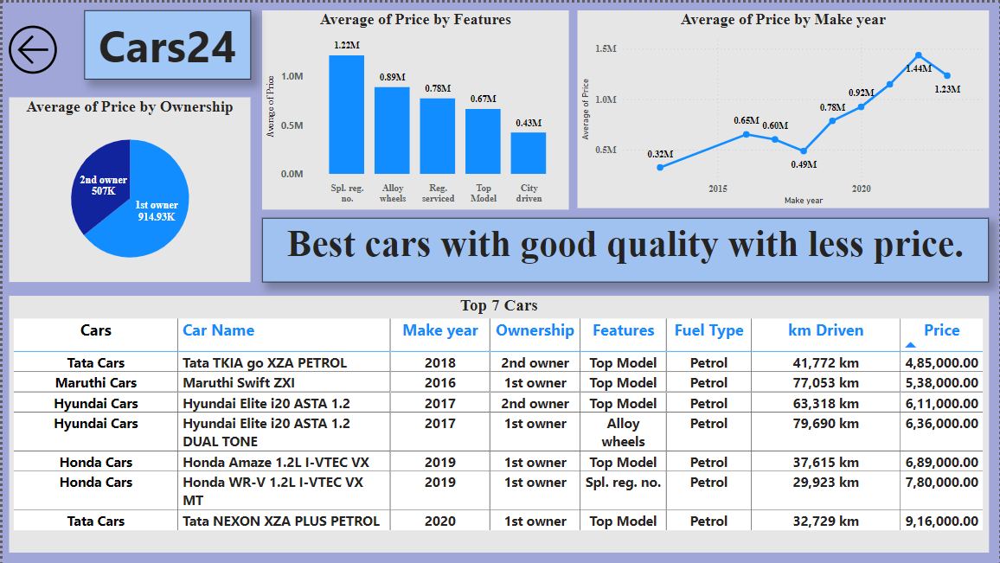 Cars24
Average of Price by Ownership
2nd owner
507K
1st owner
914.93K
Average of Price by Features
Average of Price
1.0M
0.5M
0.0M
1.22M
0.89M
0.78M
0.67M
0.43M
Spl. reg. no.
Alloy wheels
Reg. serviced
Top Model
City driven
Average of Price by Make year
Average of Price
1.5M
1.0M
0.5M
0.32M
0.65M
0.60M
0.49M
0.78M
0.92M
1.44M
1.23M
2015
2020
Make year
Best cars with good quality with less price.
Top 7 Cars
Cars Car Name Make year Ownership Features Fuel Type km Driven Price
Tata Cars Tata TKIA go XZA PETROL 2018 2nd owner Top Model Petrol 41,772 km 4,85,000.00
Maruthi Cars Maruthi Swift ZXI 2016 1st owner Top Model Petrol 77,053 km 5,38,000.00
Hyundai Cars Hyundai Elite i20 ASTA 1.2 2017 2nd owner Top Model Petrol 63,318 km 6,11,000.00
Hyundai Cars Hyundai Elite i20 ASTA 1.2 DUAL TONE 2017 1st owner Alloy wheels Petrol 79,690 km 6,36,000.00
Honda Cars Honda Amaze 1.2L I-VTEC VX 2019 1st owner Top Model Petrol 37,615 km 6,89,000.00
Honda Cars Honda WR-V 1.2L I-VTEC VX MT 2019 1st owner Spl. reg. no. Petrol 29,923 km 7,80,000.00
Tata Cars Tata NEXON XZA PLUS PETROL 2020 1st owner Top Model Petrol 32,729 km 9,16,000.00